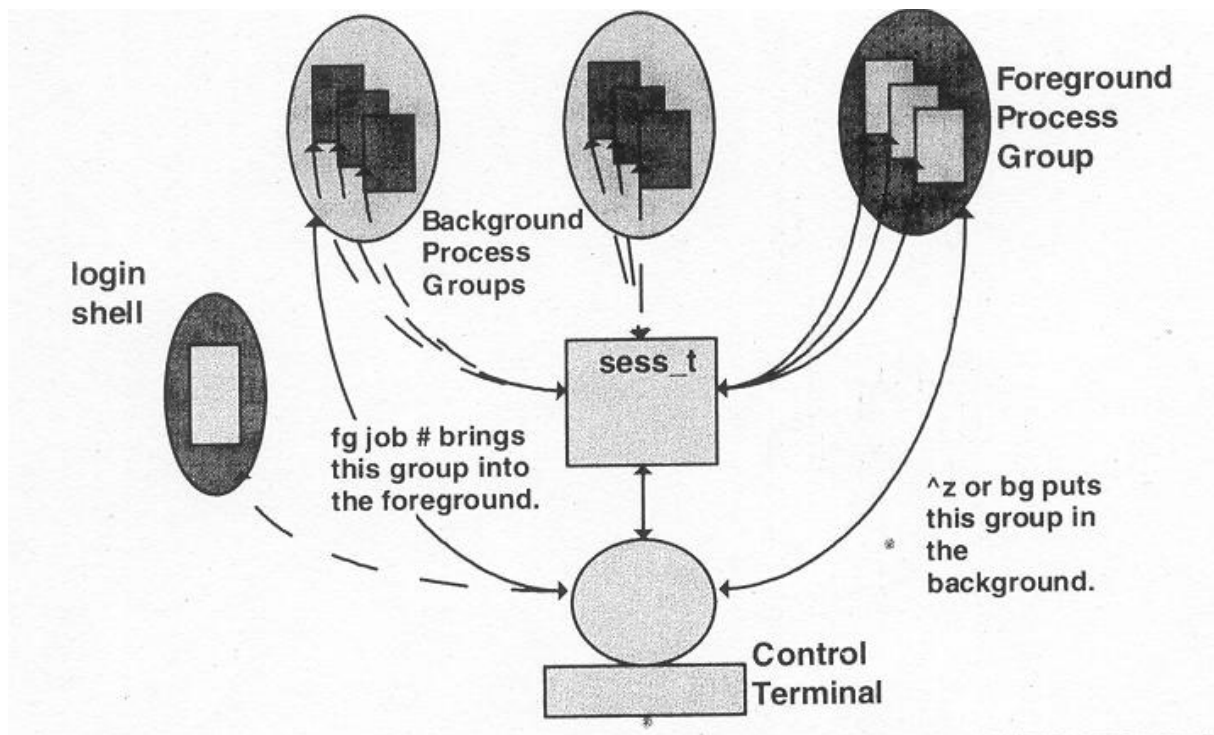 Foreground
Process
Group
Background
Process
Groups
login
shell
sess_t
fg job # brings
this group into
the foreground.
^z or bg puts
this group in
the
background.
Control
Terminal